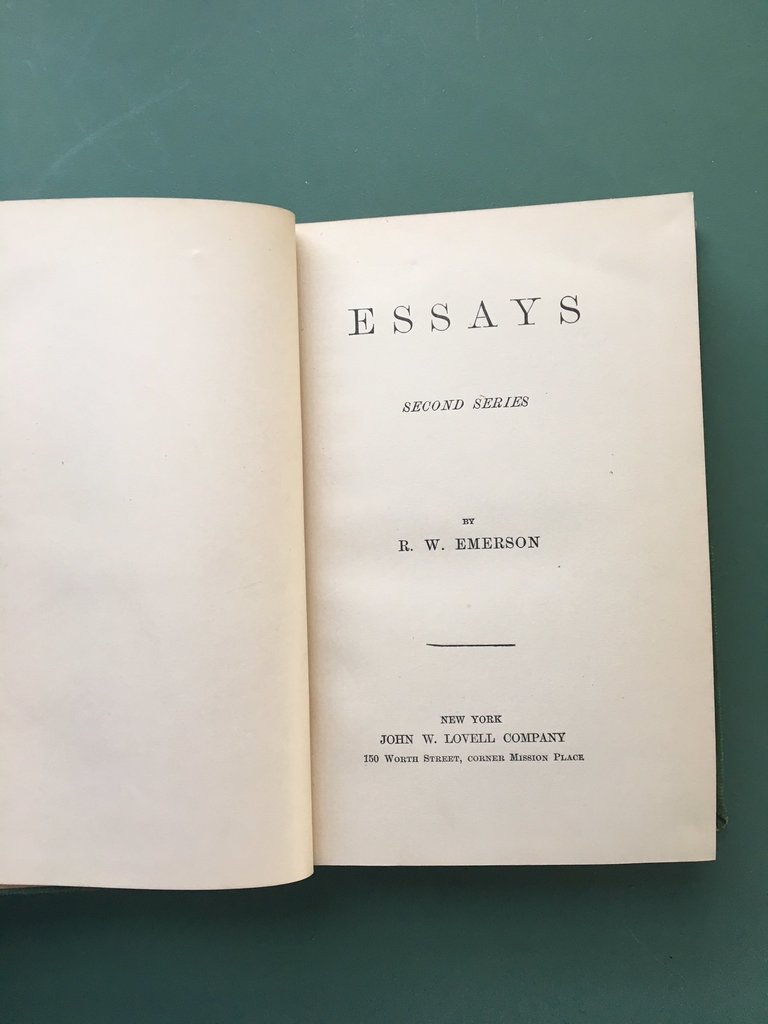 ESSAYS
SECOND SERIES
BY
R. W. EMERSON
NEW YORK
JOHN W. LOVELL COMPANY
150 WORTH STREET, CORNER MISSION PLACE